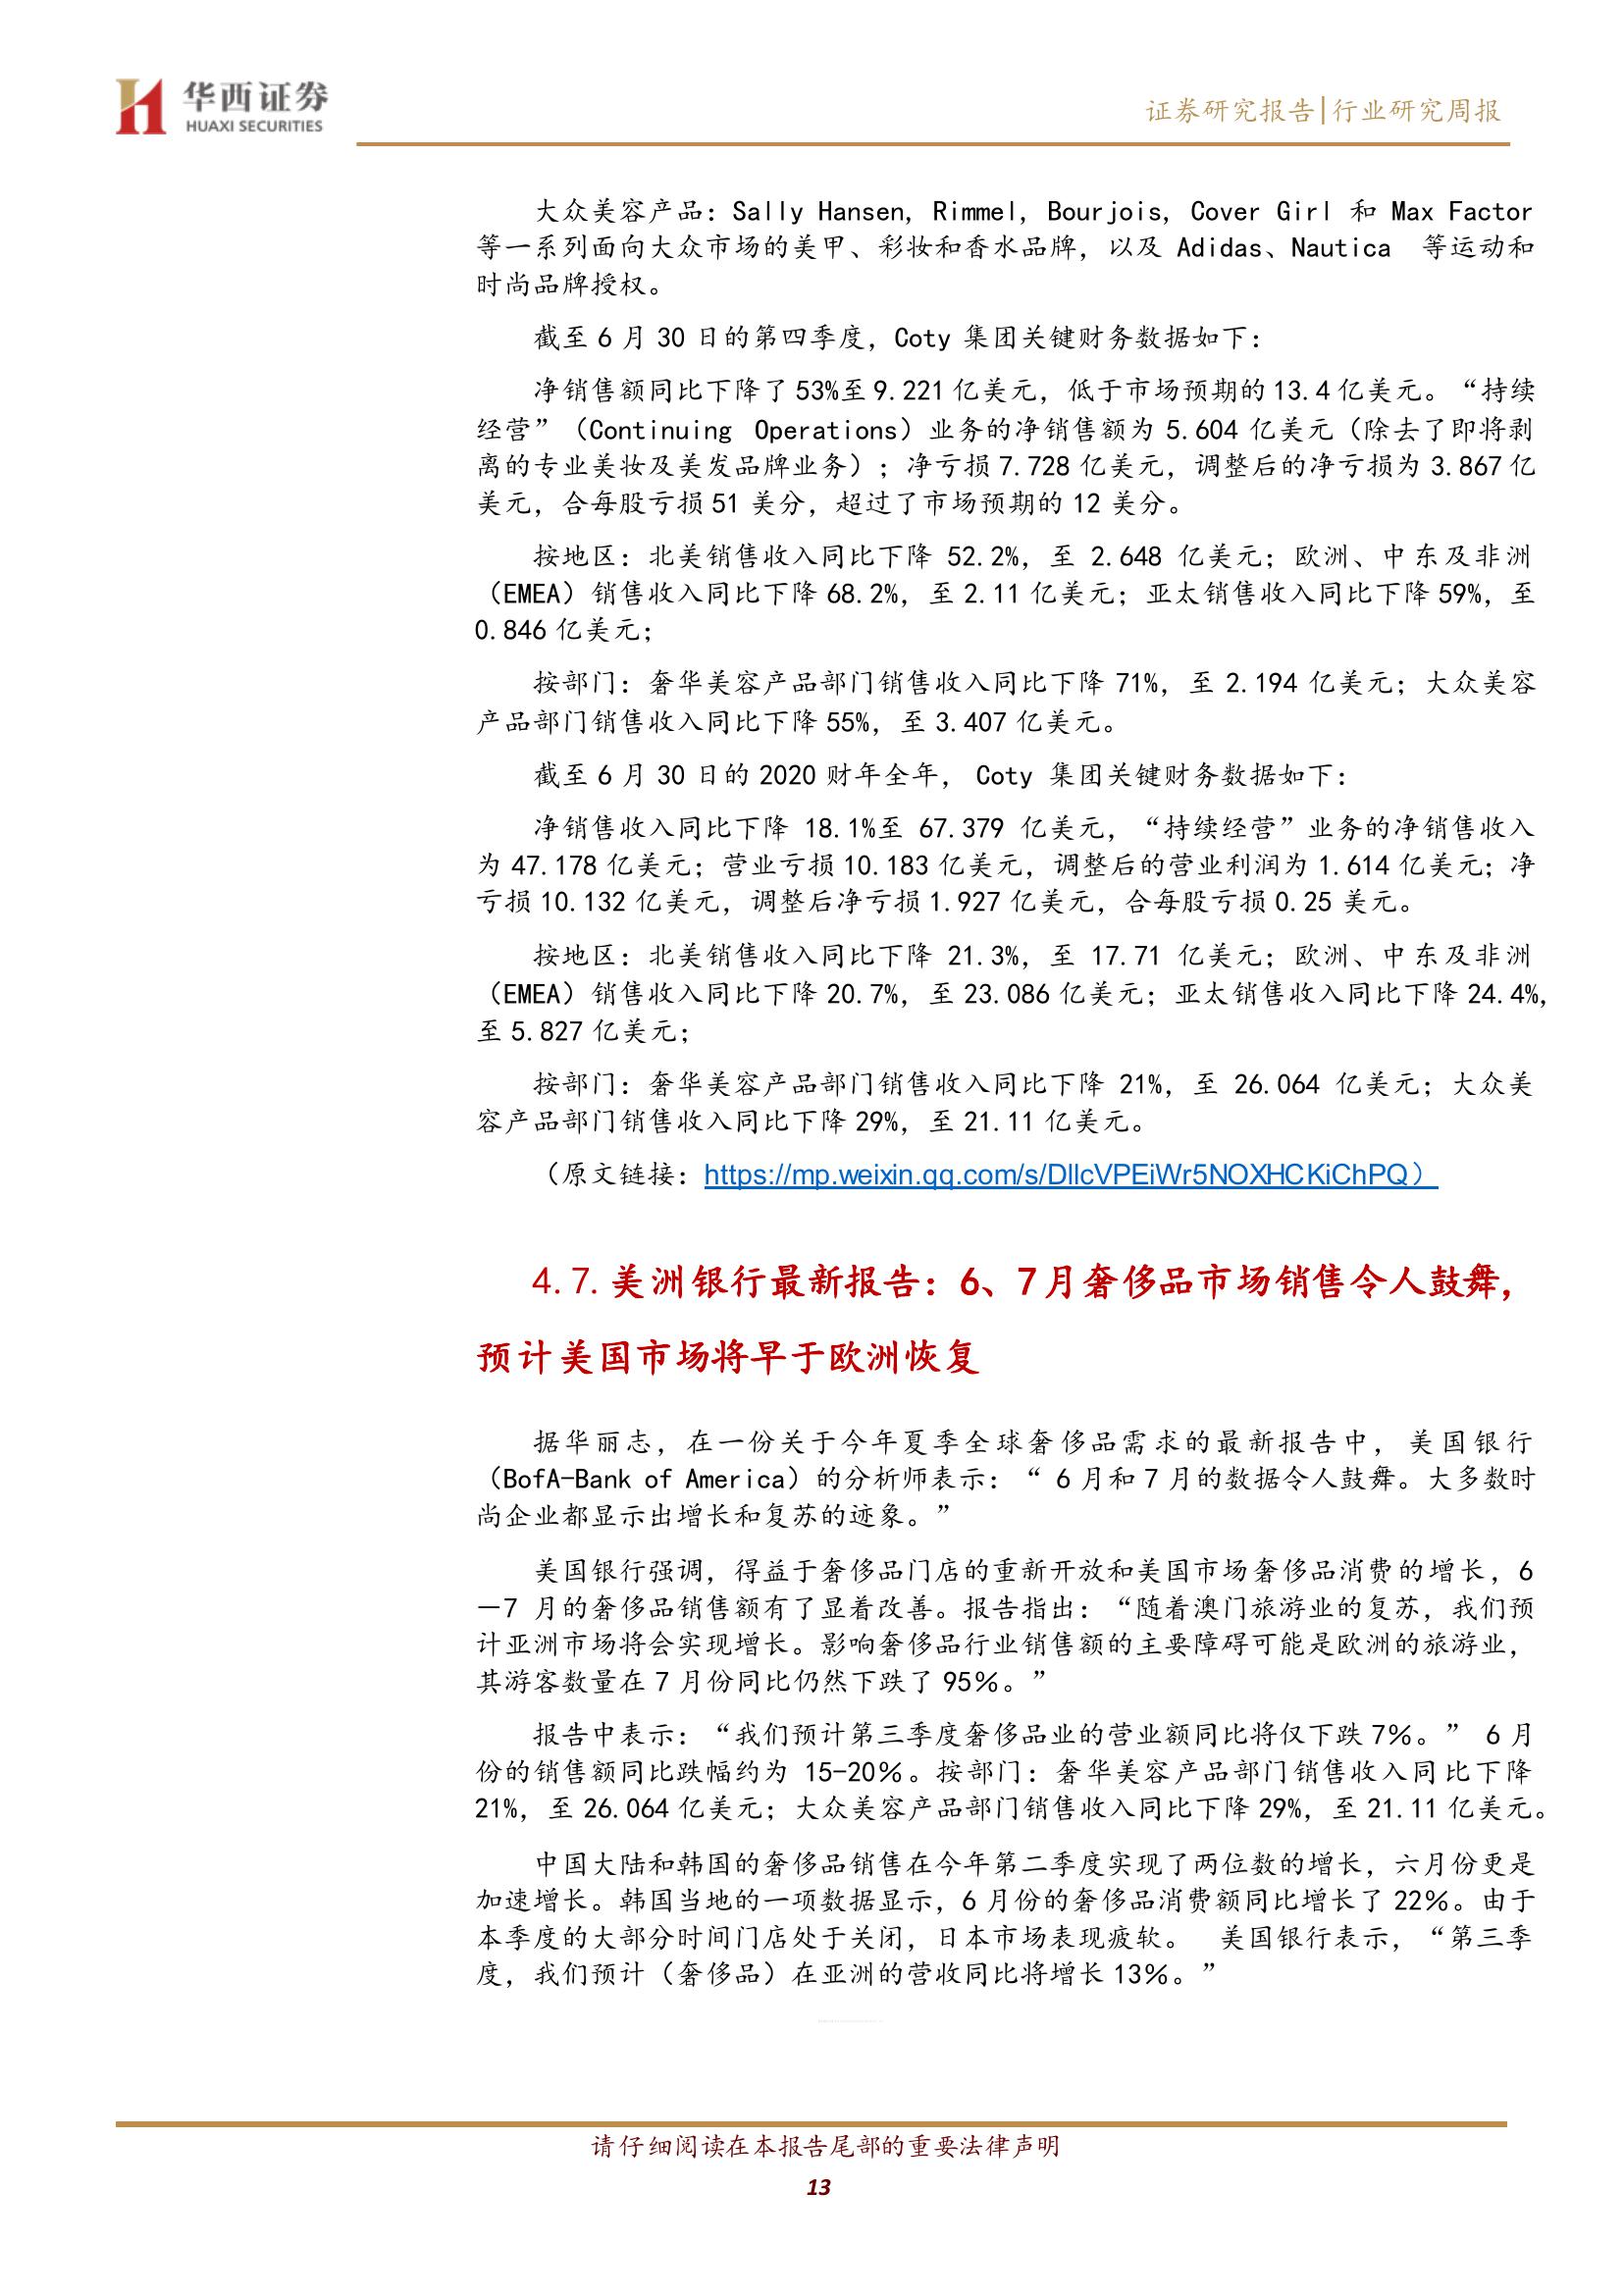 华西证券
HUAXI SECURITIES
证券研究报告|行业研究周报
大众美容产品：Sally Hansen, Rimmel, Bourjois, Cover Girl 和 Max Factor
等一系列面向大众市场的美甲、彩妆和香水品牌，以及 Adidas、Nautica 等运动和
时尚品牌授权。
截至 6 月 30 日的第四季度，Coty 集团关键财务数据如下：
净销售额同比下降了 53%至 9.221 亿美元，低于市场预期的 13.4 亿美元。“持续
经营”（Continuing Operations）业务的净销售额为 5.604 亿美元（除去了即将剥
离的专业美妆及美发品牌业务）；净亏损 7.728 亿美元，调整后的净亏损为 3.867 亿
美元，合每股亏损 51 美分，超过了市场预期的 12 美分。
按地区：北美销售收入同比下降 52.2%，至 2.648 亿美元；欧洲、中东及非洲
（EMEA）销售收入同比下降 68.2%，至 2.11 亿美元；亚太销售收入同比下降 59%，至
0.846 亿美元；
按部门：奢华美容产品部门销售收入同比下降 71%，至 2.194 亿美元；大众美容
产品部门销售收入同比下降 55%，至 3.407 亿美元。
截至 6 月 30 日的 2020 财年全年， Coty 集团关键财务数据如下：
净销售收入同比下降 18.1%至 67.379 亿美元，“持续经营”业务的净销售收入
为 47.178 亿美元；营业亏损 10.183 亿美元，调整后的营业利润为 1.614 亿美元；净
亏损 10.132 亿美元，调整后净亏损 1.927 亿美元，合每股亏损 0.25 美元。
按地区：北美销售收入同比下降 21.3%，至 17.71 亿美元；欧洲、中东及非洲
（EMEA）销售收入同比下降 20.7%，至 23.086 亿美元；亚太销售收入同比下降 24.4%，
至 5.827 亿美元；
按部门：奢华美容产品部门销售收入同比下降 21%，至 26.064 亿美元；大众美
容产品部门销售收入同比下降 29%，至 21.11 亿美元。
（原文链接：https://mp.weixin.qq.com/s/DllcVPEiWr5NOXHCKiChPQ）
4.7. 美洲银行最新报告：6、7 月奢侈品市场销售令人鼓舞，
预计美国市场将早于欧洲恢复
据华丽志，在一份关于今年夏季全球奢侈品需求的最新报告中，美国银行
（BofA-Bank of America）的分析师表示：“ 6 月和 7 月的数据令人鼓舞。大多数时
尚企业都显示出增长和复苏的迹象。”
美国银行强调，得益于奢侈品门店的重新开放和美国市场奢侈品消费的增长，6
—7 月的奢侈品销售额有了显着改善。报告指出：“随着澳门旅游业的复苏，我们预
计亚洲市场将会实现增长。影响奢侈品行业销售额的主要障碍可能是欧洲的旅游业，
其游客数量在 7 月份同比仍然下跌了 95％。”
报告中表示：“我们预计第三季度奢侈品业的营业额同比将仅下跌 7％。” 6 月
份的销售额同比跌幅约为 15-20％。按部门：奢华美容产品部门销售收入同比下降
21%，至 26.064 亿美元；大众美容产品部门销售收入同比下降 29%，至 21.11 亿美元。
中国大陆和韩国的奢侈品销售在今年第二季度实现了两位数的增长，六月份更是
加速增长。韩国当地的一项数据显示，6 月份的奢侈品消费额同比增长了 22％。由于
本季度的大部分时间门店处于关闭，日本市场表现疲软。 美国银行表示，“第三季
度，我们预计（奢侈品）在亚洲的营收同比将增长 13％。”
请仔细阅读在本报告尾部的重要法律声明
13